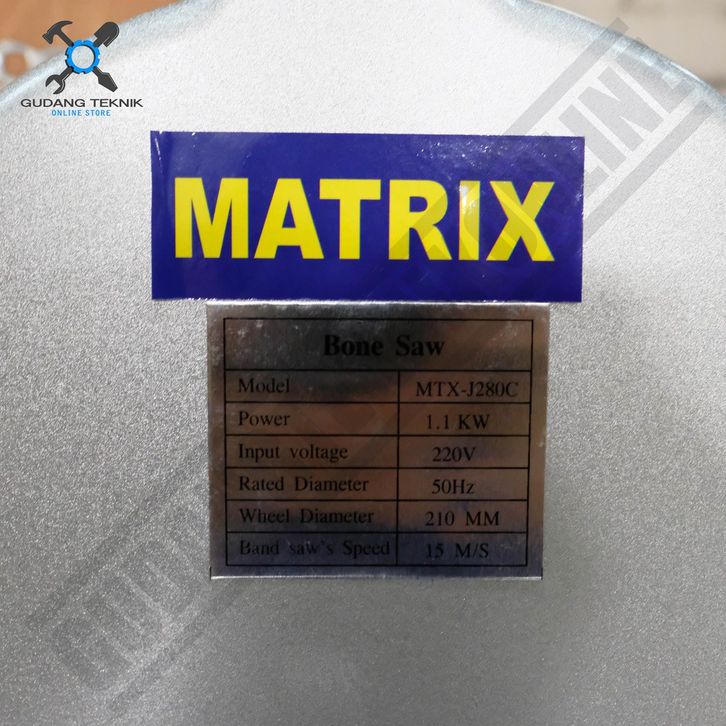 GUDANG TEKNIK
ONLINE STORE
MATRIX
Bone Saw
Model MTX-J280C
Power 1.1 KW
Input voltage 220V
Rated Diameter 50Hz
Wheel Diameter 210 MM
Band saw's Speed 15 M/S